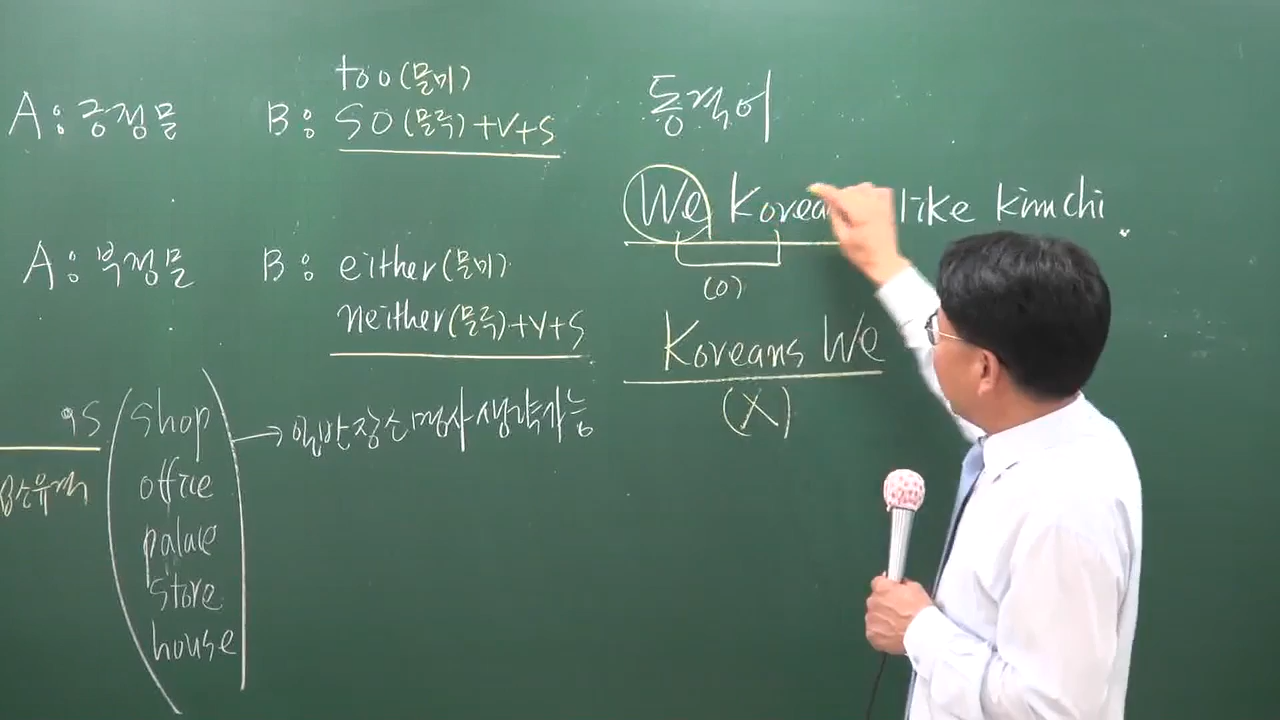 too(문미)
A: 긍정문 B: so(문두)+V+S
A: 부정문 B: either(문미)
neither(문두)+V+S
's
shop → 일반장소명사 생략가능
office
palace
store
house
동격어
We Korea like kimchi.
(O)
Koreans We
(X)